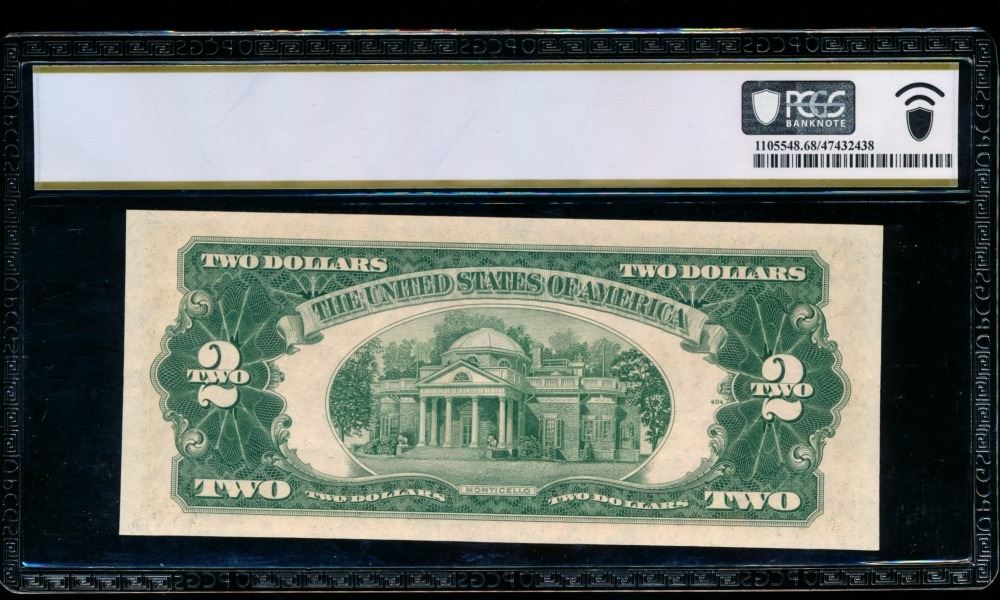 PCGS
BANKNOTE
1105548.68/47432438
TWO DOLLARS
TWO DOLLARS
THE UNITED STATES OF AMERICA
2
TWO
2
TWO
404
TWO
TWO DOLLARS
MONTICELLO
TWO DOLLARS
TWO